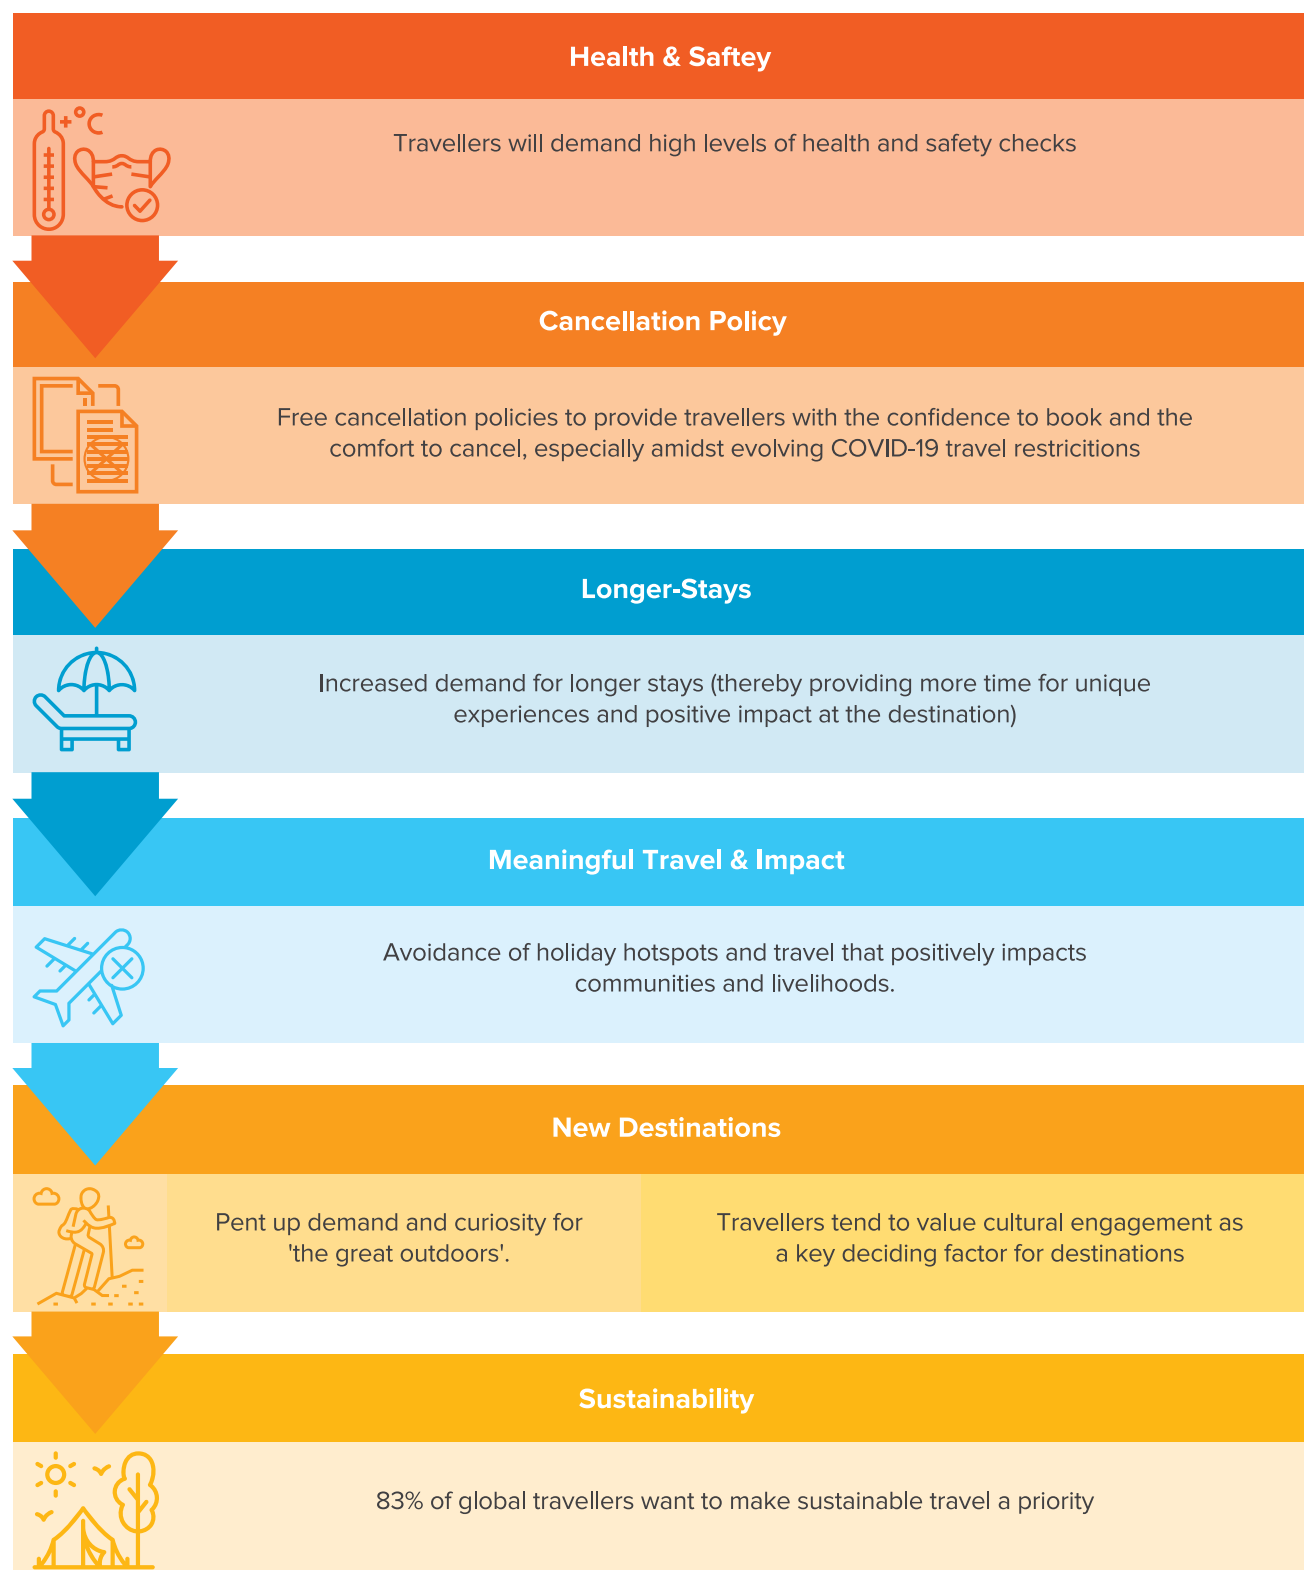 Health & Saftey
+°C
Travellers will demand high levels of health and safety checks
Cancellation Policy
Free cancellation policies to provide travellers with the confidence to book and the
comfort to cancel, especially amidst evolving COVID-19 travel restricitions
Longer-Stays
Increased demand for longer stays (thereby providing more time for unique
experiences and positive impact at the destination)
Meaningful Travel & Impact
Avoidance of holiday hotspots and travel that positively impacts
communities and livelihoods.
New Destinations
Pent up demand and curiosity for
'the great outdoors'.
Travellers tend to value cultural engagement as
a key deciding factor for destinations
Sustainability
83% of global travellers want to make sustainable travel a priority